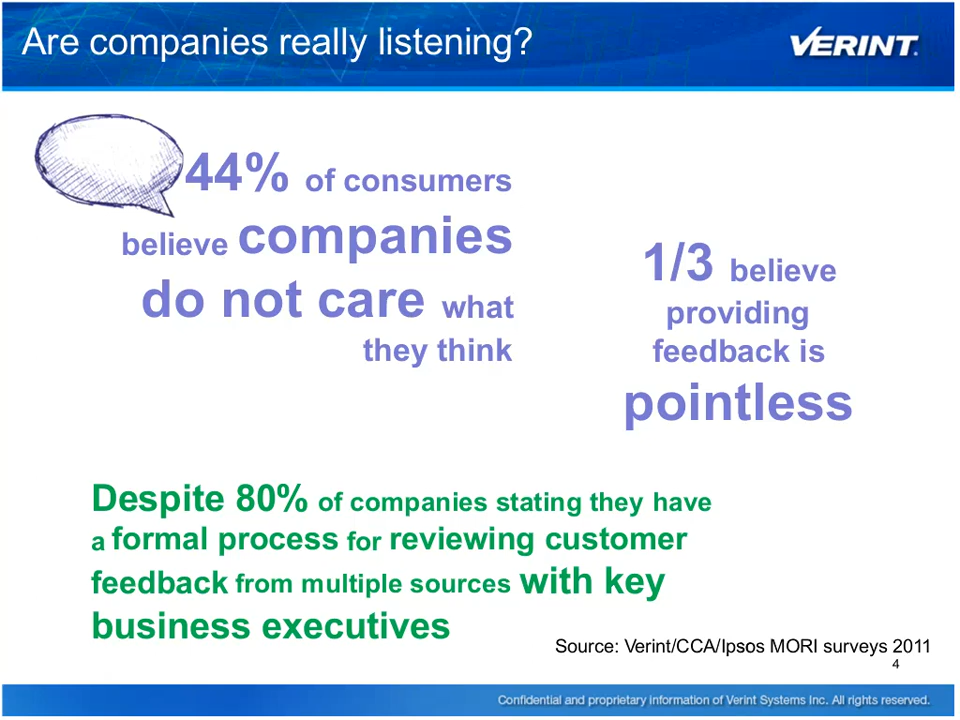 Are companies really listening?
VERINT.
44% of consumers
believe companies
do not care what
they think
1/3 believe
providing
feedback is
pointless
Despite 80% of companies stating they have
a formal process for reviewing customer
feedback from multiple sources with key
business executives
Source: Verint/CCA/Ipsos MORI surveys 2011
4
Confidential and proprietary information of Verint Systems Inc. All rights reserved.